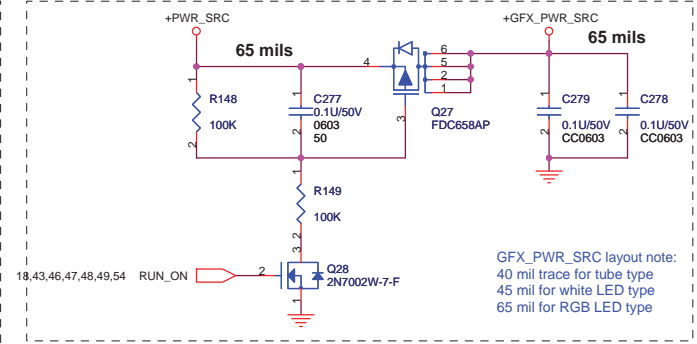 +PWR_SRC
+GFX_PWR_SRC
65 mils
65 mils
4
6
5
2
1
3
Q27
FDC658AP
1
R148
100K
2
1
C277
0.1U/50V
0603
50
2
1
C279
0.1U/50V
CC0603
2
1
C278
0.1U/50V
CC0603
2
1
R149
100K
2
3
Q28
2N7002W-7-F
2
1
18,43,46,47,48,49,54 RUN_ON
GFX_PWR_SRC layout note:
40 mil trace for tube type
45 mil for white LED type
65 mil for RGB LED type